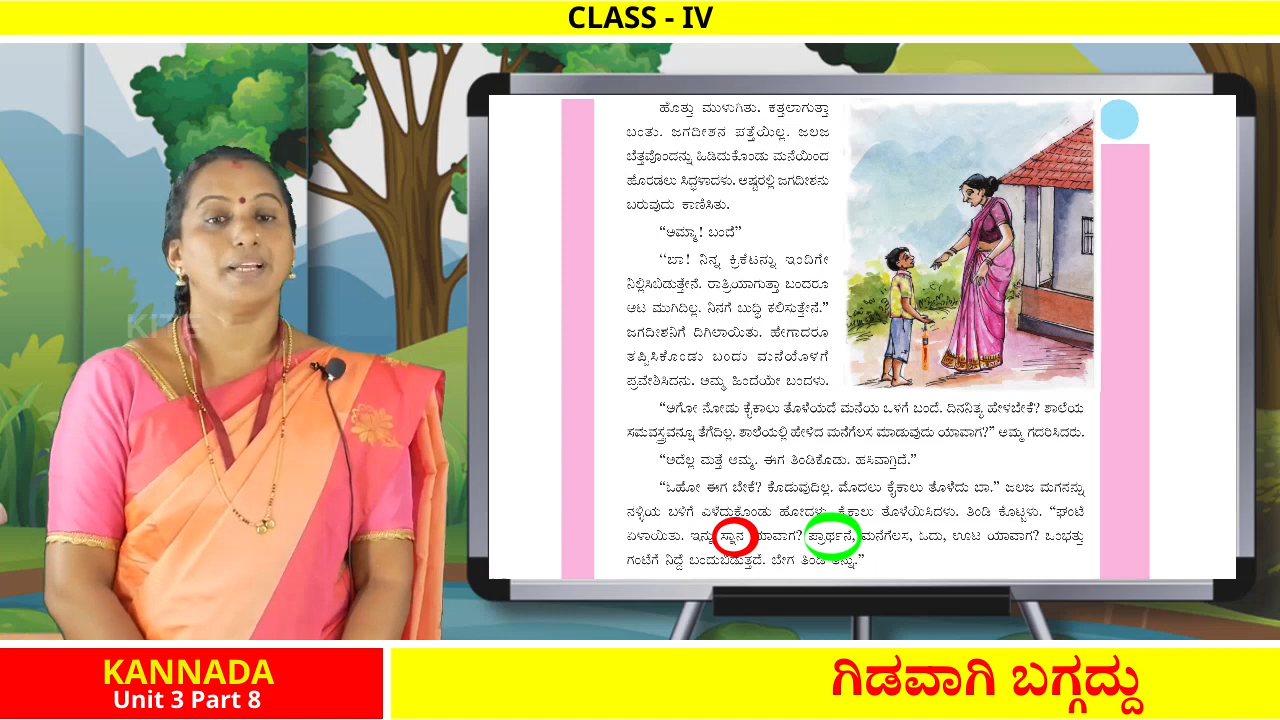 CLASS - IV
ಹೊತ್ತು ಮುಳುಗಿತು. ಕತ್ತಲಾಗುತ್ತಾ
ಬಂತು. ಜಗದೀಶನ ಪತ್ತೆಯಿಲ್ಲ. ಜಲಜ
ಬೆತ್ತವೊಂದನ್ನು ಹಿಡಿದುಕೊಂಡು ಮನೆಯಿಂದ
ಹೊರಡಲು ಸಿದ್ಧಳಾದಳು. ಅಷ್ಟರಲ್ಲಿ ಜಗದೀಶನು
ಬರುವುದು ಕಾಣಿಸಿತು.
“ಅಮ್ಮಾ! ಬಂದೆ”
“ಬಾ! ನಿನ್ನ ಕ್ರಿಕೆಟನ್ನು ಇಂದಿಗೇ
ನಿಲ್ಲಿಸಿಬಿಡುತ್ತೇನೆ. ರಾತ್ರಿಯಾಗುತ್ತಾ ಬಂದರೂ
ಆಟ ಮುಗಿದಿಲ್ಲ. ನಿನಗೆ ಬುದ್ಧಿ ಕಲಿಸುತ್ತೇನೆ.”
ಜಗದೀಶನಿಗೆ ದಿಗಿಲಾಯಿತು. ಹೇಗಾದರೂ
ತಪ್ಪಿಸಿಕೊಂಡು ಬಂದು ಮನೆಯೊಳಗೆ
ಪ್ರವೇಶಿಸಿದನು. ಅಮ್ಮ ಹಿಂದೆಯೇ ಬಂದಳು.
“ಅಗೋ ನೋಡು ಕೈಕಾಲು ತೊಳೆಯದೆ ಮನೆಯ ಒಳಗೆ ಬಂದೆ. ದಿನನಿತ್ಯ ಹೇಳಬೇಕೆ? ಶಾಲೆಯ
ಸಮವಸ್ತ್ರವನ್ನೂ ತೆಗೆದಿಲ್ಲ. ಶಾಲೆಯಲ್ಲಿ ಹೇಳಿದ ಮನೆಗೆಲಸ ಮಾಡುವುದು ಯಾವಾಗ?” ಅಮ್ಮ ಗದರಿಸಿದರು.
“ಅದೆಲ್ಲ ಮತ್ತೆ ಅಮ್ಮ. ಈಗ ತಿಂಡಿಕೊಡು. ಹಸಿವಾಗ್ತಿದೆ.”
“ಓಹೋ ಈಗ ಬೇಕೆ? ಕೊಡುವುದಿಲ್ಲ. ಮೊದಲು ಕೈಕಾಲು ತೊಳೆದು ಬಾ.” ಜಲಜ ಮಗನನ್ನು
ನಳ್ಳಿಯ ಬಳಿಗೆ ಎಳೆದುಕೊಂಡು ಹೋದಳು. ಕೈಕಾಲು ತೊಳೆಯಿಸಿದಳು. ತಿಂಡಿ ಕೊಟ್ಟಳು. “ಘಂಟೆ
ಏಳಾಯಿತು. ಇನ್ನು ಸ್ನಾನ ಯಾವಾಗ? ಪ್ರಾರ್ಥನೆ, ಮನೆಗೆಲಸ, ಓದು, ಊಟ ಯಾವಾಗ? ಒಂಭತ್ತು
ಗಂಟೆಗೆ ನಿದ್ದೆ ಬಂದುಬಿಡುತ್ತದೆ. ಬೇಗ ತಿಂಡಿ ತಿನ್ನು.”
KITE
KANNADA
Unit 3 Part 8
ಗಿಡವಾಗಿ ಬಗ್ಗದ್ದು